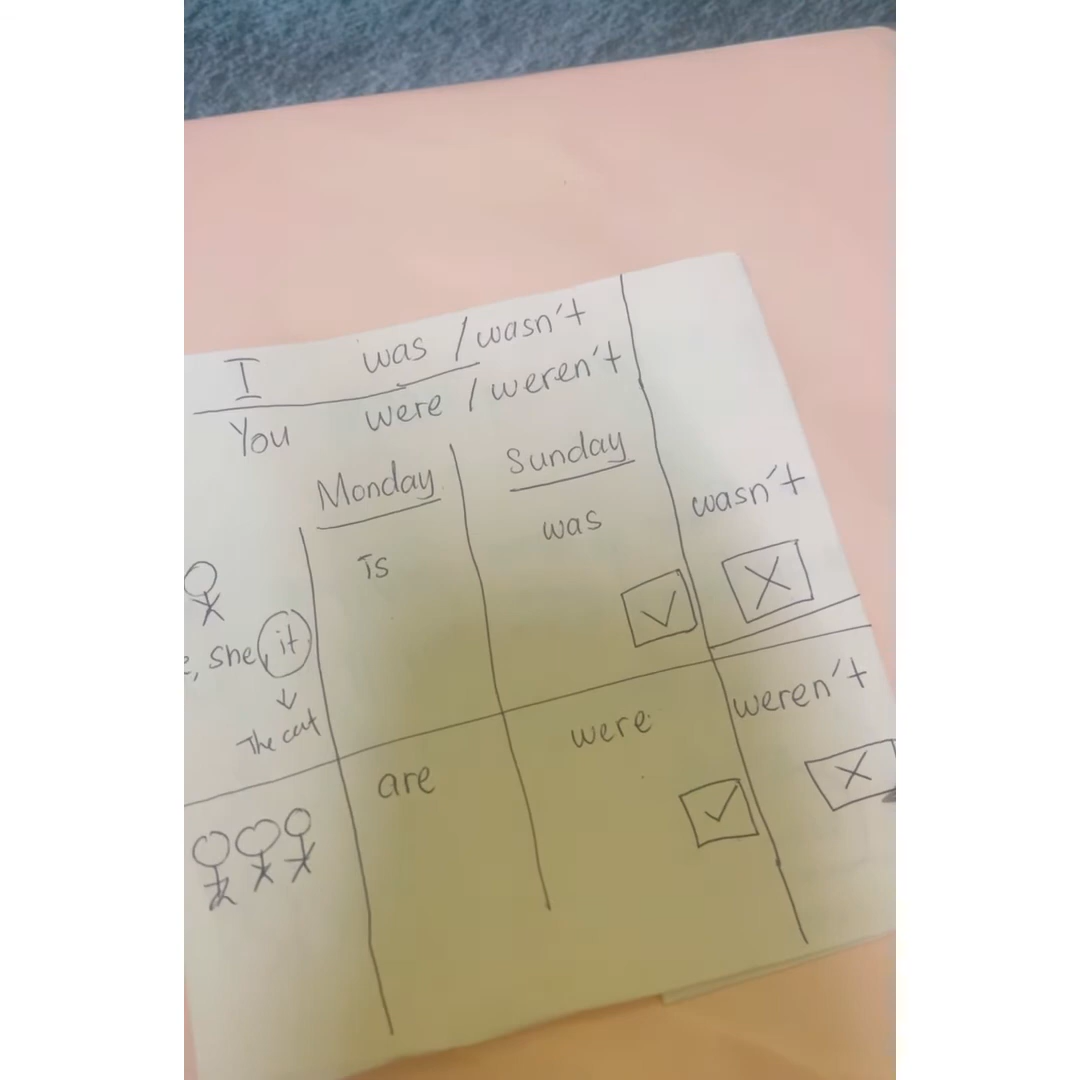 I was / wasn't
You were / weren't
Monday Sunday
is was wasn't
, she, it
The cat
are were weren't